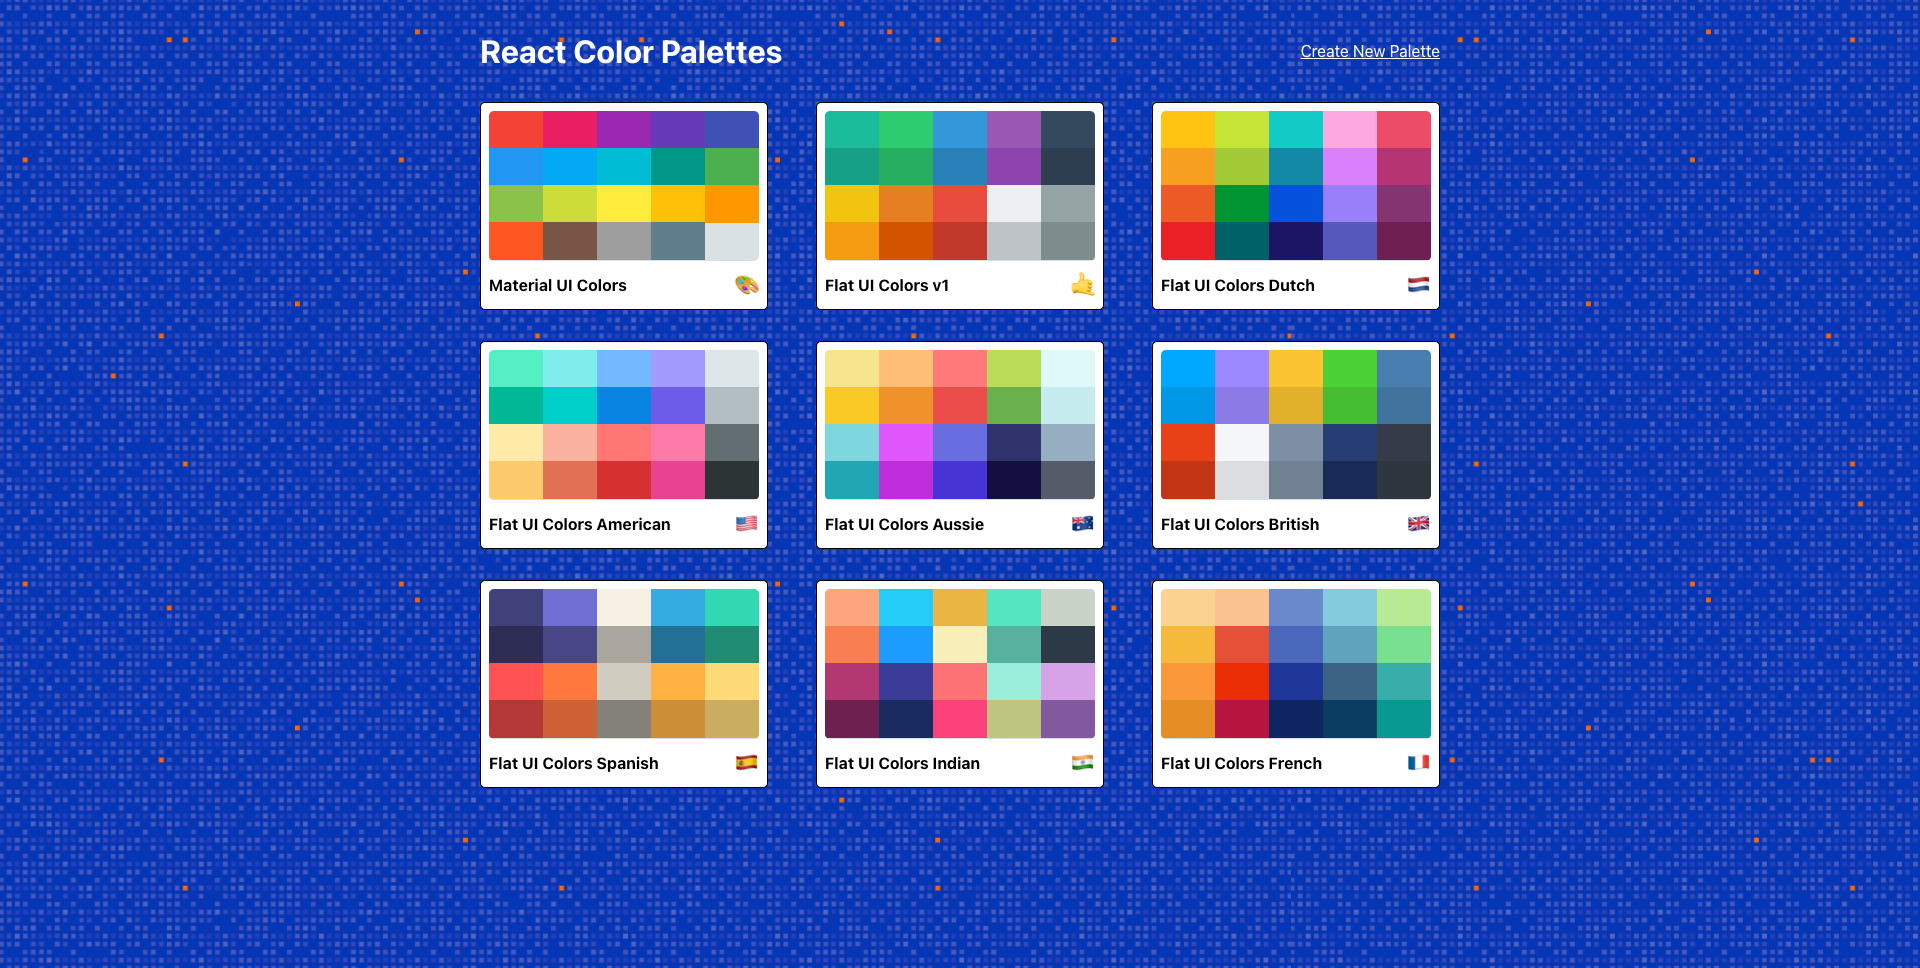 React Color Palettes
Create New Palette
Material UI Colors
Flat UI Colors v1
Flat UI Colors Dutch
Flat UI Colors American
Flat UI Colors Aussie
Flat UI Colors British
Flat UI Colors Spanish
Flat UI Colors Indian
Flat UI Colors French